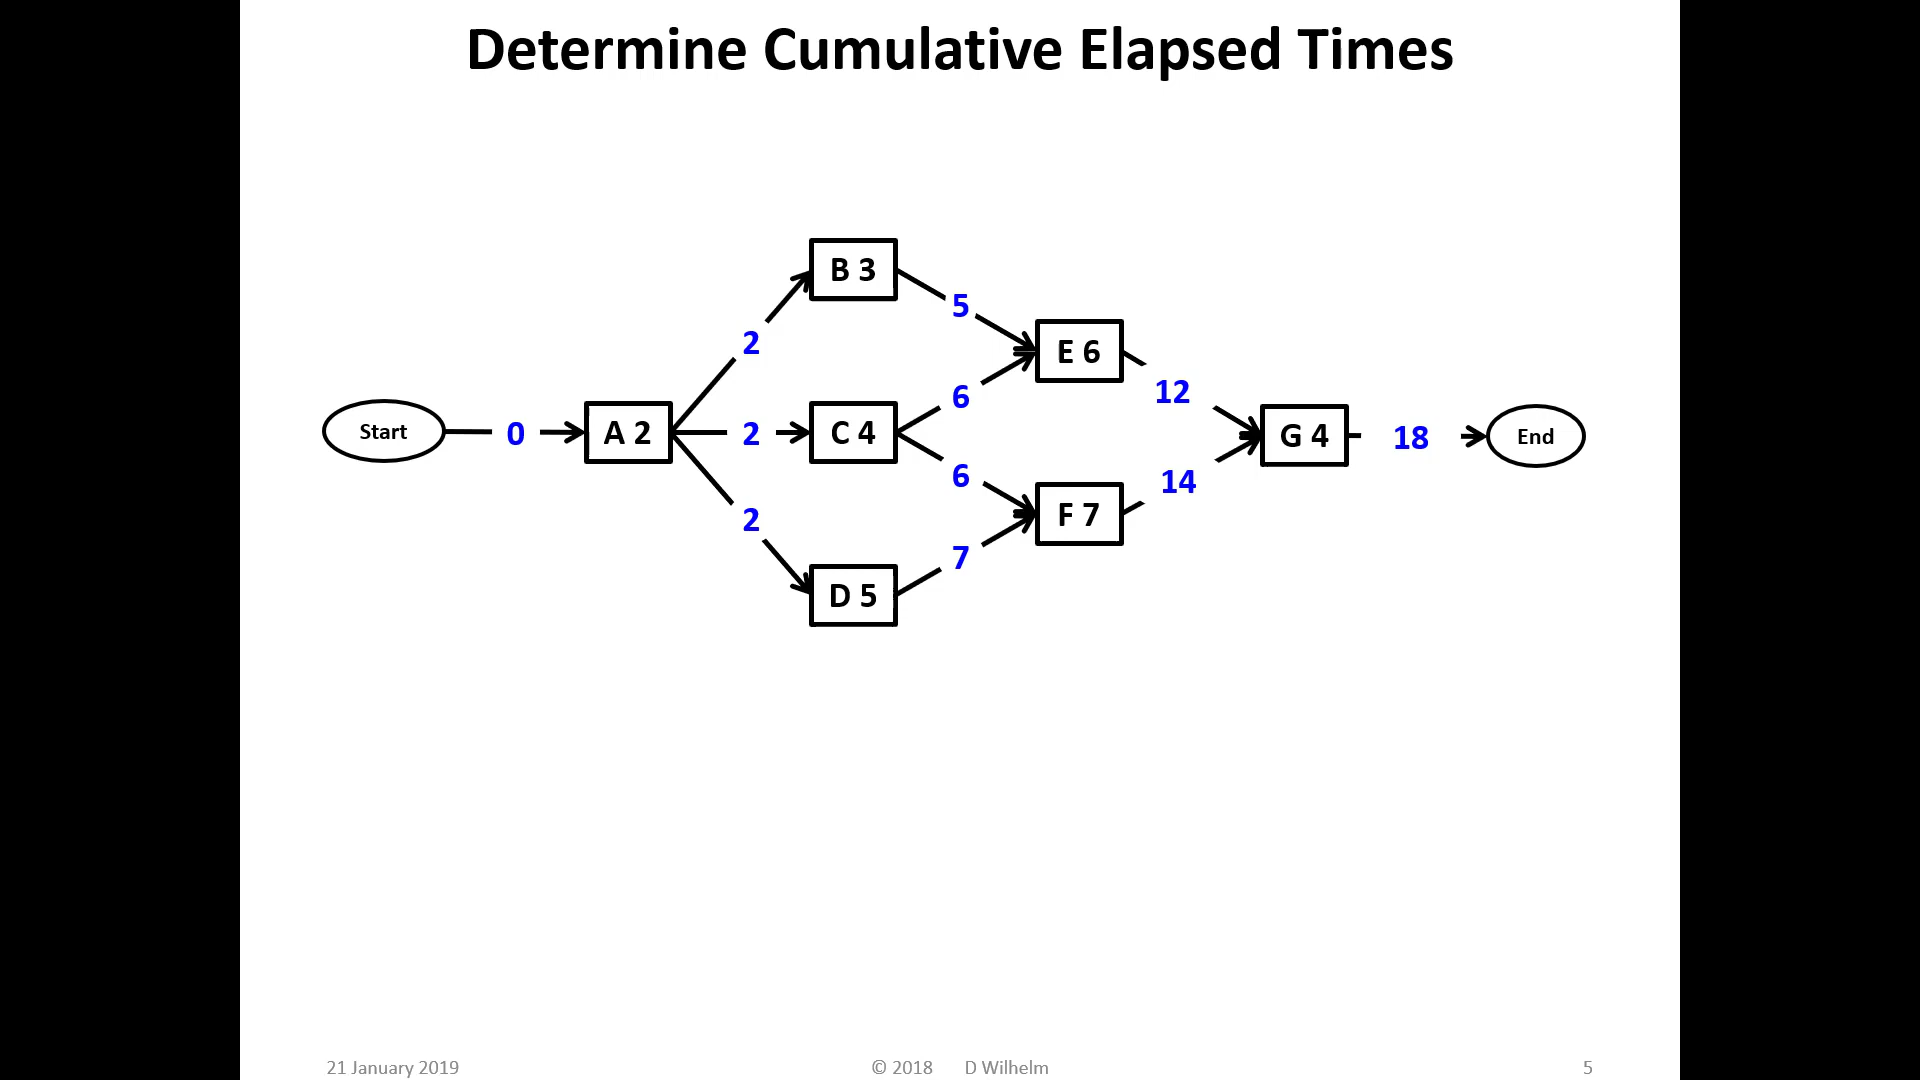 Determine Cumulative Elapsed Times
B 3
5
2
E 6
6
12
Start
0
A 2
2
C 4
G 4
18
End
6
14
2
F 7
7
D 5
21 January 2019
© 2018 D Wilhelm
5